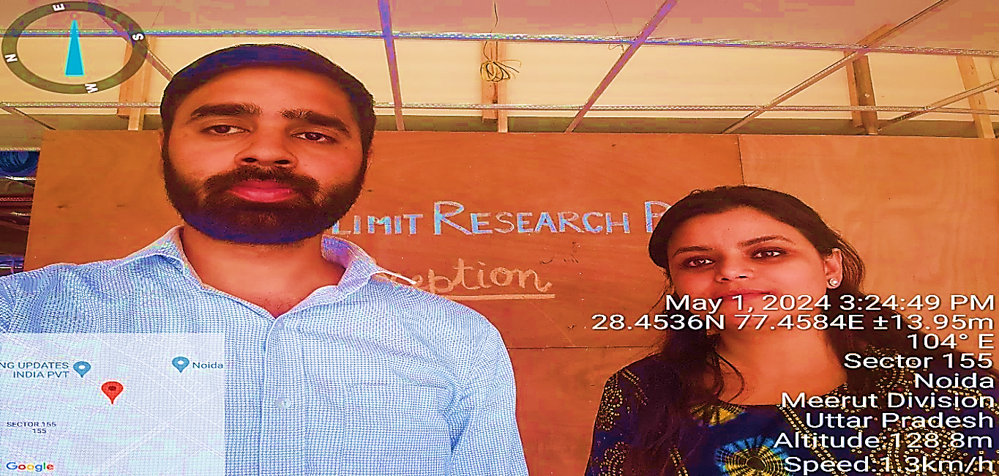 E
S
N
W
LIMIT RESEARCH P
eption
May 1, 2024 3:24:49 PM
28.4536N 77.4584E ±13.95m
104° E
Sector 155
Noida
Meerut Division
Uttar Pradesh
Altitude:128.8m
Speed:1.3km/h
NG UPDATES
INDIA PVT
Noida
SECTOR 155
155
Google